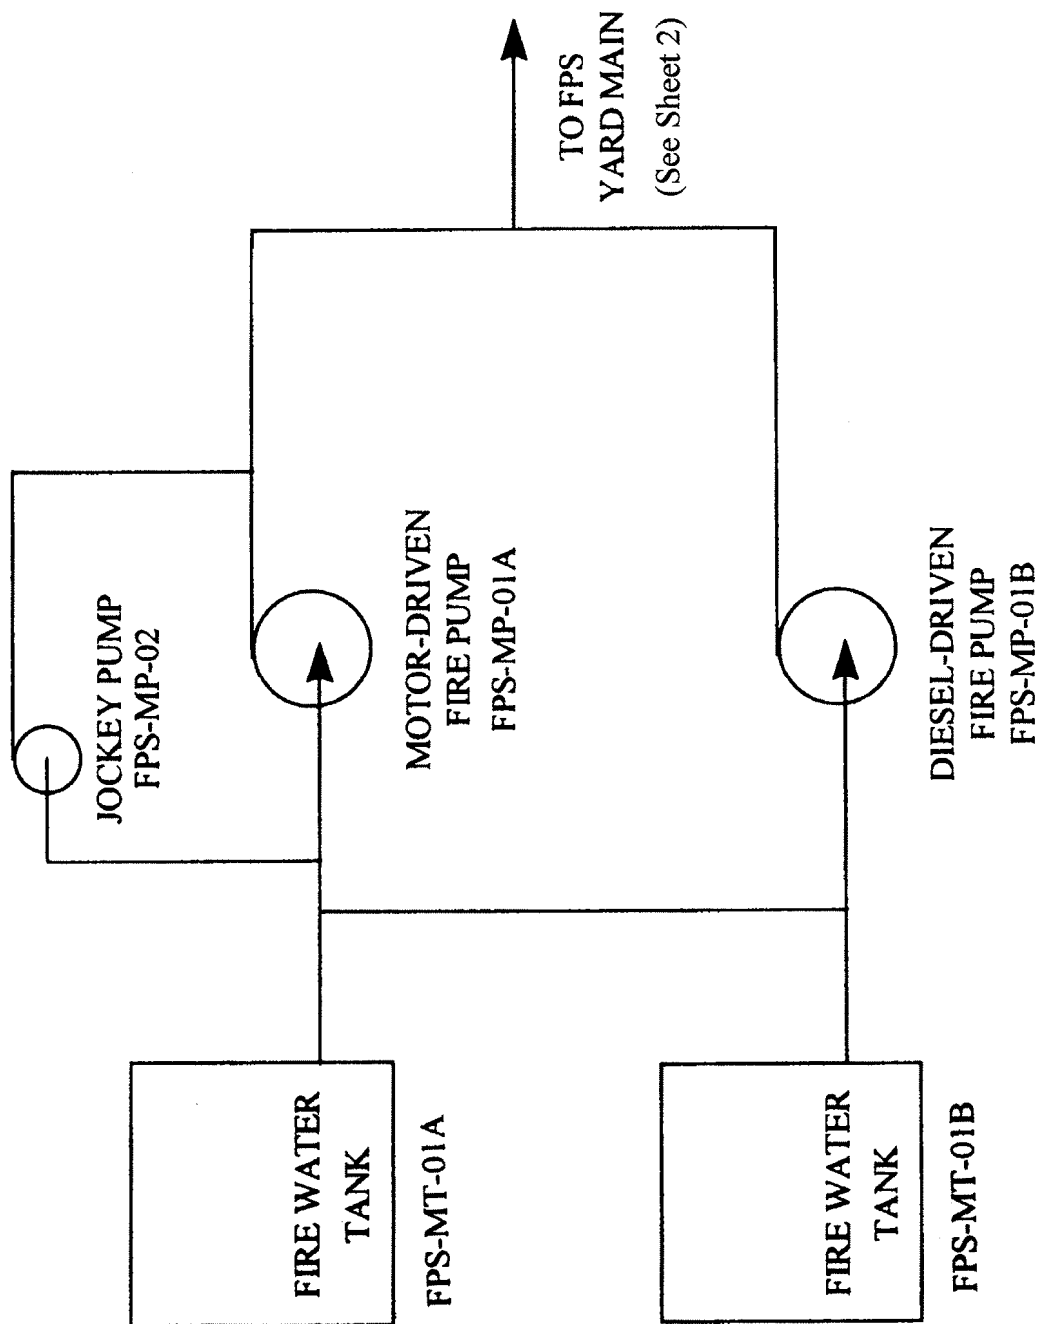 JOCKEY PUMP
FPS-MP-02
TO FPS
YARD MAIN
(See Sheet 2)
MOTOR-DRIVEN
FIRE PUMP
FPS-MP-01A
FIRE WATER
TANK
FPS-MT-01A
DIESEL-DRIVEN
FIRE PUMP
FPS-MP-01B
FIRE WATER
TANK
FPS-MT-01B